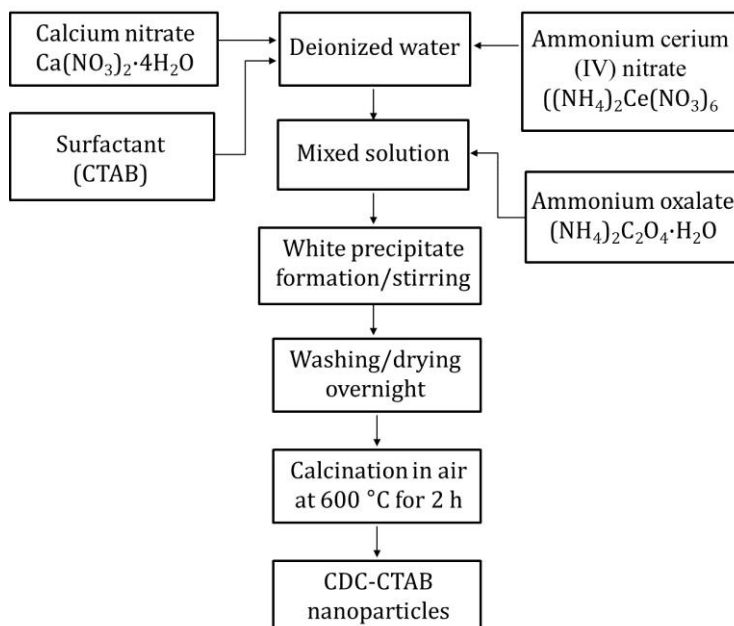 Calcium nitrate
Ca(NO₃)₂·4H₂O
Deionized water
Ammonium cerium
(IV) nitrate
((NH₄)₂Ce(NO₃)₆
Surfactant
(CTAB)
Mixed solution
Ammonium oxalate
(NH₄)₂C₂O₄·H₂O
White precipitate
formation/stirring
Washing/drying
overnight
Calcination in air
at 600 °C for 2 h
CDC-CTAB
nanoparticles